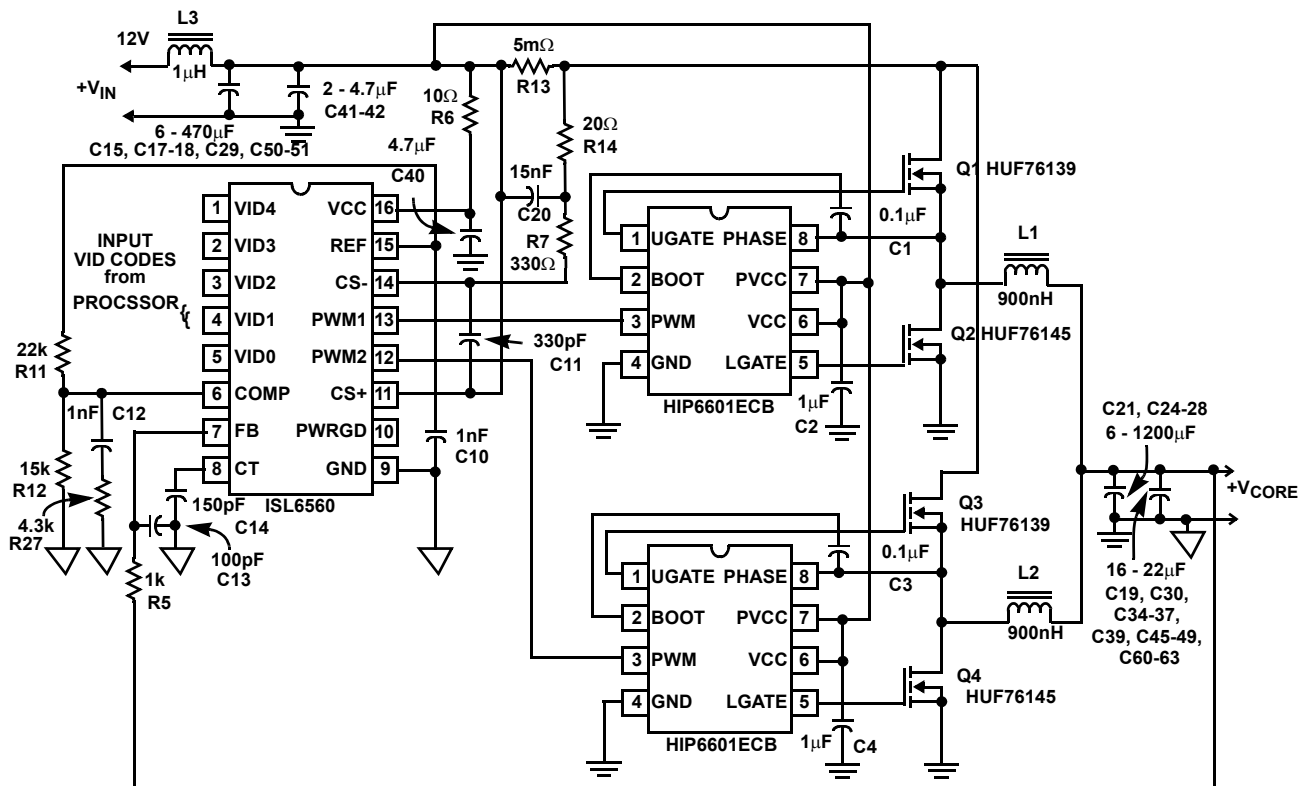 L3
12V
1μH
+VIN
2 - 4.7μF
C41-42
6 - 470μF
C15, C17-18, C29, C50-51
10Ω
R6
4.7μF
C40
5mΩ
R13
20Ω
R14
15nF
C20
R7
330Ω
INPUT
VID CODES
from
PROCSSOR {{
1 VID4
2 VID3
3 VID2
4 VID1
5 VID0
6 COMP
7 FB
8 CT
VCC 16
REF 15
CS- 14
PWM1 13
PWM2 12
CS+ 11
PWRGD 10
GND 9
ISL6560
22k
R11
1nF
C12
15k
R12
4.3k
R27
150pF
C14
100pF
C13
1k
R5
330pF
C11
1nF
C10
1 UGATE
2 BOOT
3 PWM
4 GND
PHASE 8
PVCC 7
VCC 6
LGATE 5
HIP6601ECB
0.1μF
C1
1μF
C2
Q1 HUF76139
Q2 HUF76145
L1
900nH
1 UGATE
2 BOOT
3 PWM
4 GND
PHASE 8
PVCC 7
VCC 6
LGATE 5
HIP6601ECB
0.1μF
C3
1μF
C4
Q3
HUF76139
Q4
HUF76145
L2
900nH
C21, C24-28
6 - 1200μF
+VCORE
16 - 22μF
C19, C30,
C34-37,
C39, C45-49,
C60-63